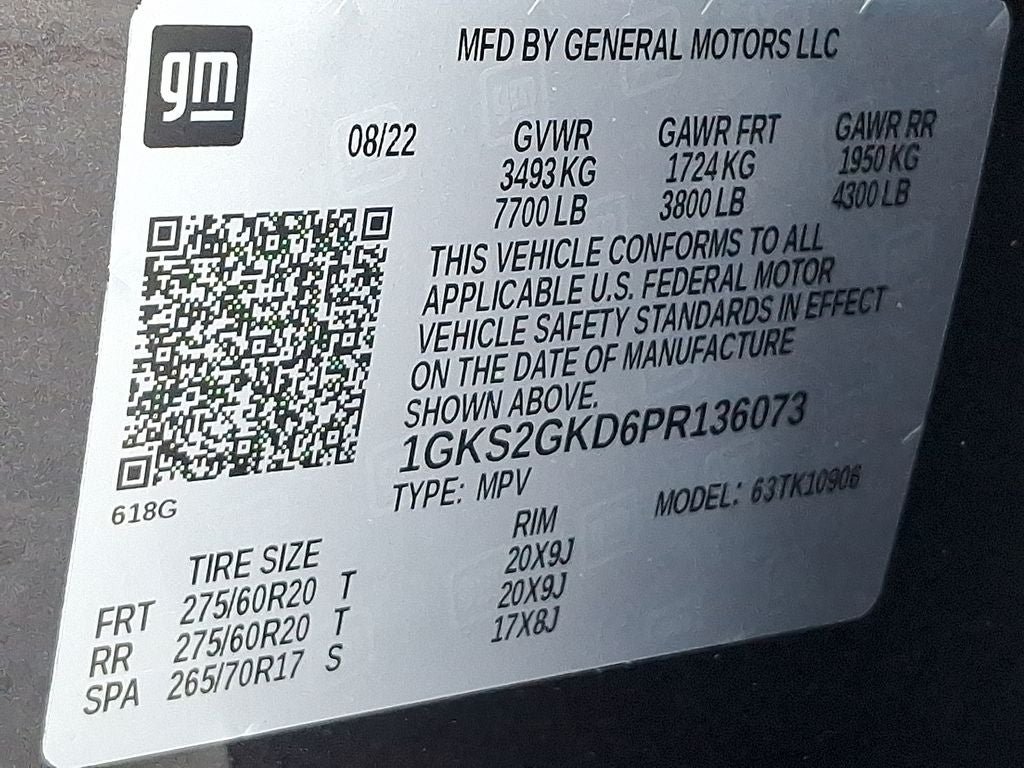 gm
MFD BY GENERAL MOTORS LLC
08/22 GVWR GAWR FRT GAWR RR
3493 KG 1724 KG 1950 KG
7700 LB 3800 LB 4300 LB
THIS VEHICLE CONFORMS TO ALL
APPLICABLE U.S. FEDERAL MOTOR
VEHICLE SAFETY STANDARDS IN EFFECT
ON THE DATE OF MANUFACTURE
SHOWN ABOVE.
1GKS2GKD6PR136073
TYPE: MPV MODEL: 63TK10906
618G
TIRE SIZE RIM
FRT 275/60R20 T 20X9J
RR 275/60R20 T 20X9J
SPA 265/70R17 S 17X8J